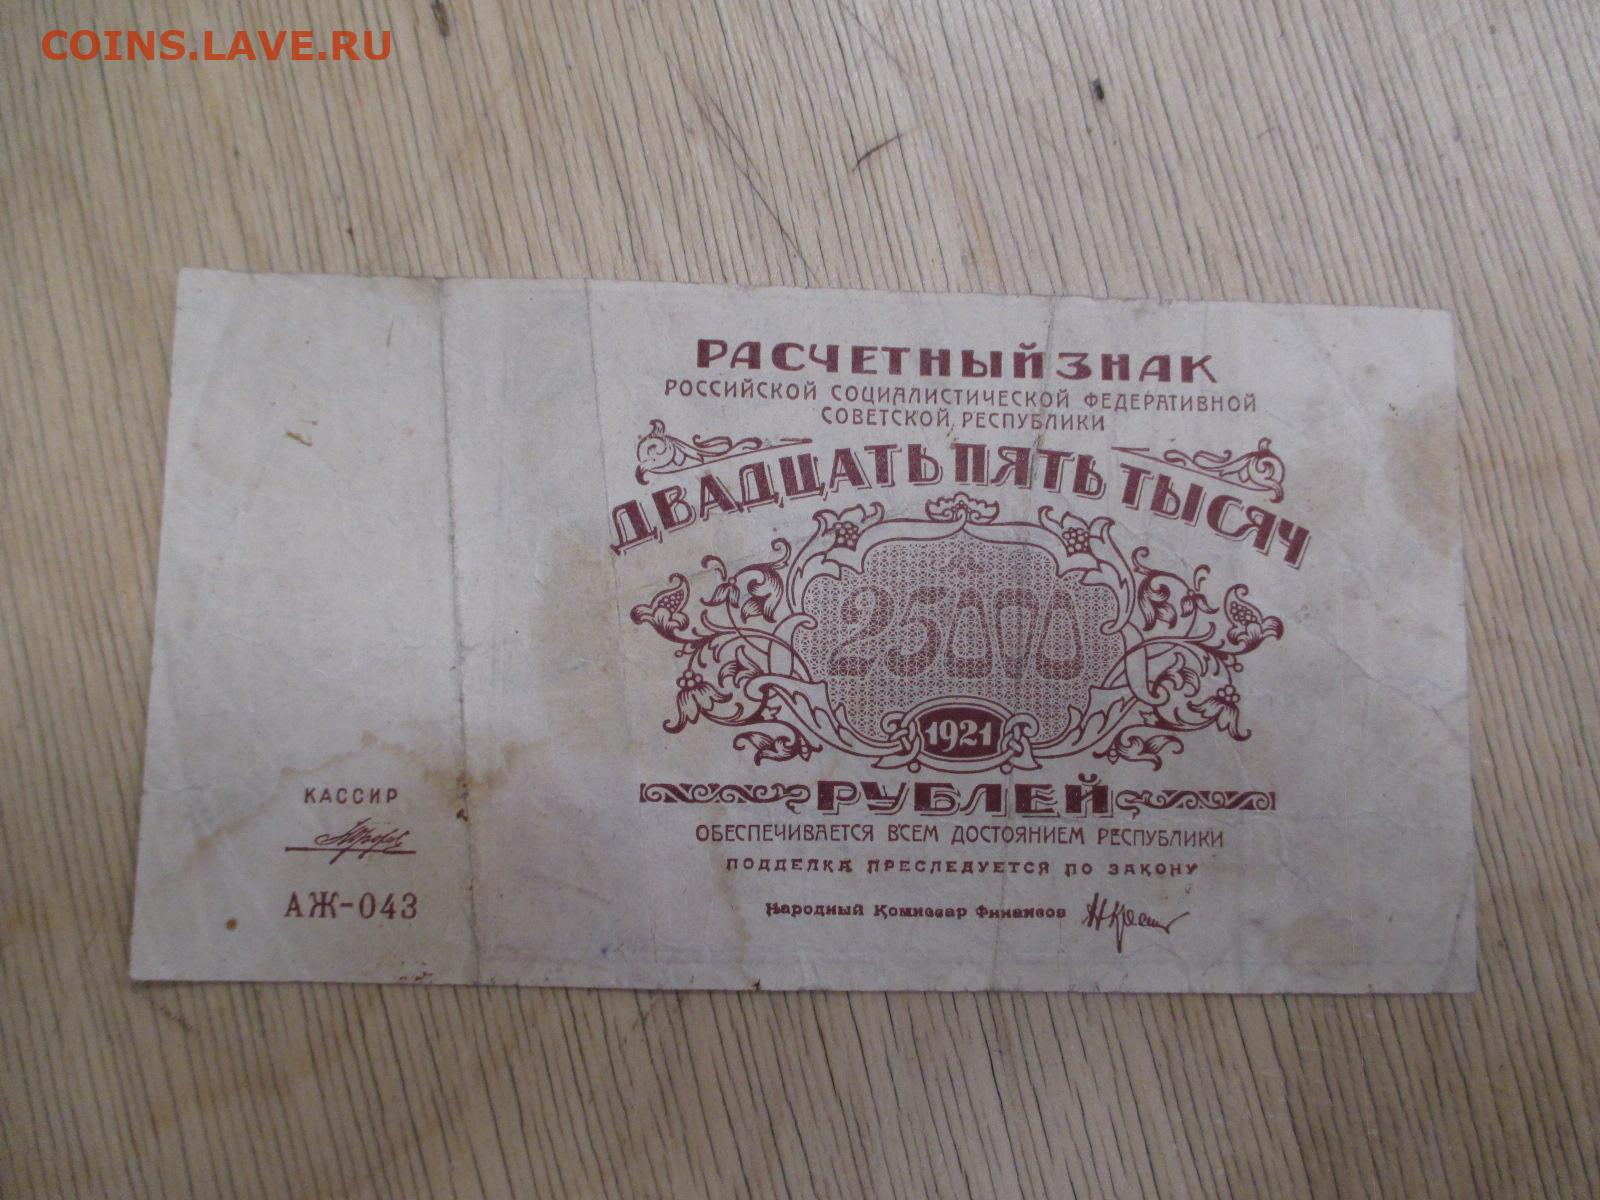 COINS.LAVE.RU
РАСЧЕТНЫЙ ЗНАК
РОССИЙСКОЙ СОЦИАЛИСТИЧЕСКОЙ ФЕДЕРАТИВНОЙ
СОВЕТСКОЙ РЕСПУБЛИКИ
ДВАДЦАТЬ ПЯТЬ ТЫСЯЧ
25000
1921
РУБЛЕЙ
ОБЕСПЕЧИВАЕТСЯ ВСЕМ ДОСТОЯНИЕМ РЕСПУБЛИКИ
ПОДДЕЛКА ПРЕСЛЕДУЕТСЯ ПО ЗАКОНУ
Народный Комиссар Финансов
КАССИР
АЖ-043